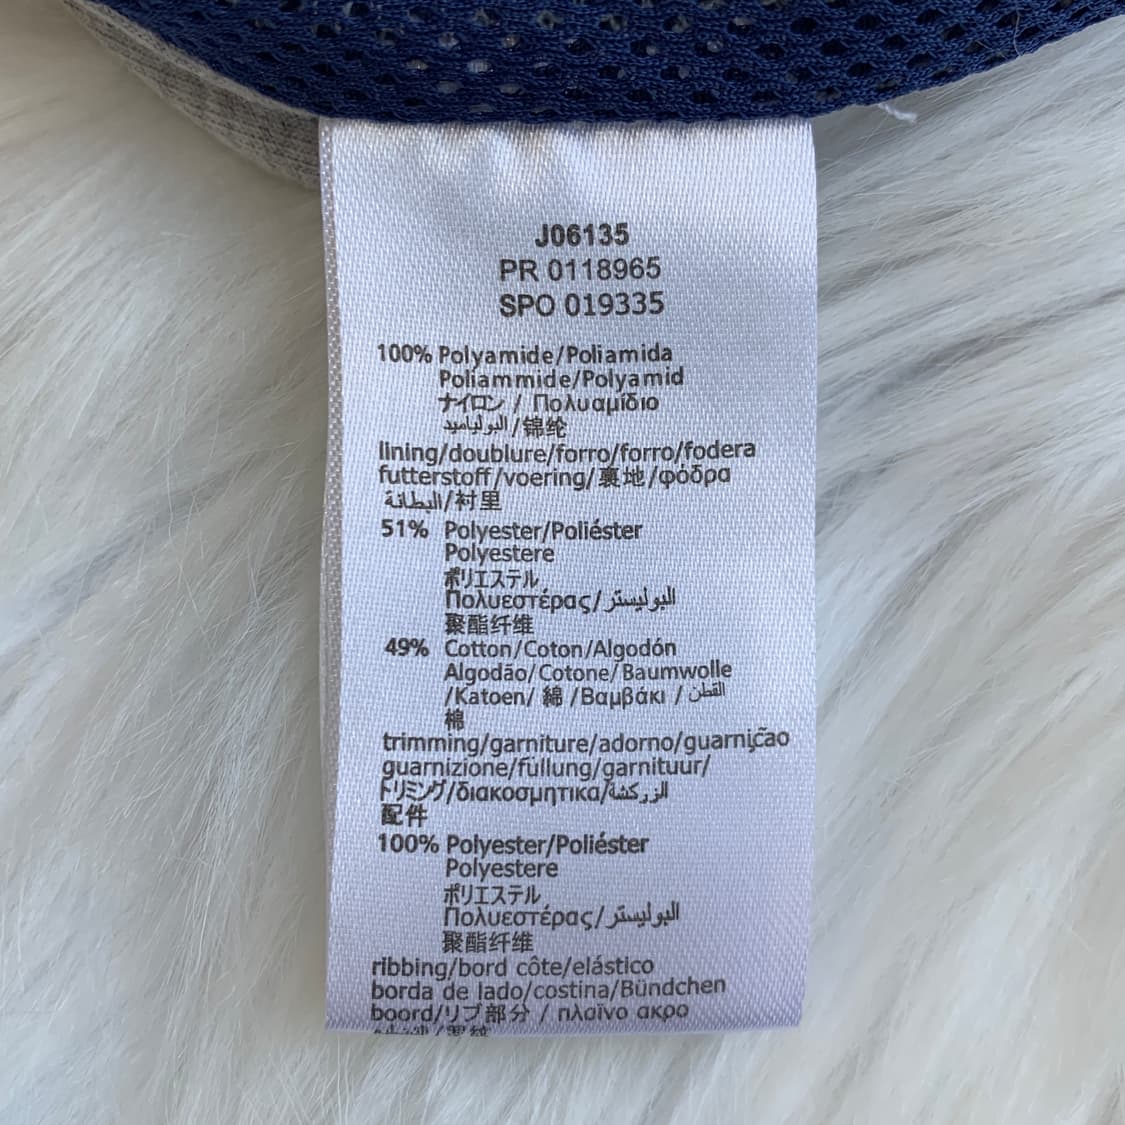 J06135
PR 0118965
SPO 019335
100% Polyamide/Poliamida
Poliammide/Polyamid
ナイロン / Πολυαμίδιο
البولياميد/锦纶
lining/doublure/forro/forro/fodera
futterstoff/voering/裏地/φόδρα
البطانة/衬里
51% Polyester/Poliéster
Polyestere
ポリエステル
Πολυεστέρας/البوليستر
聚酯纤维
49% Cotton/Coton/Algodón
Algodão/Cotone/Baumwolle
/Katoen/ 綿 /Βαμβάκι / القطن
棉
trimming/garniture/adorno/guarnição
guarnizione/füllung/garnituur/
トリミング/διακοσμητικα/الزركشة
配件
100% Polyester/Poliéster
Polyestere
ポリエステル
Πολυεστέρας/البوليستر
聚酯纤维
ribbing/bord côte/elástico
borda de lado/costina/Bündchen
boord/リブ部分 / πλαϊνο ακρο